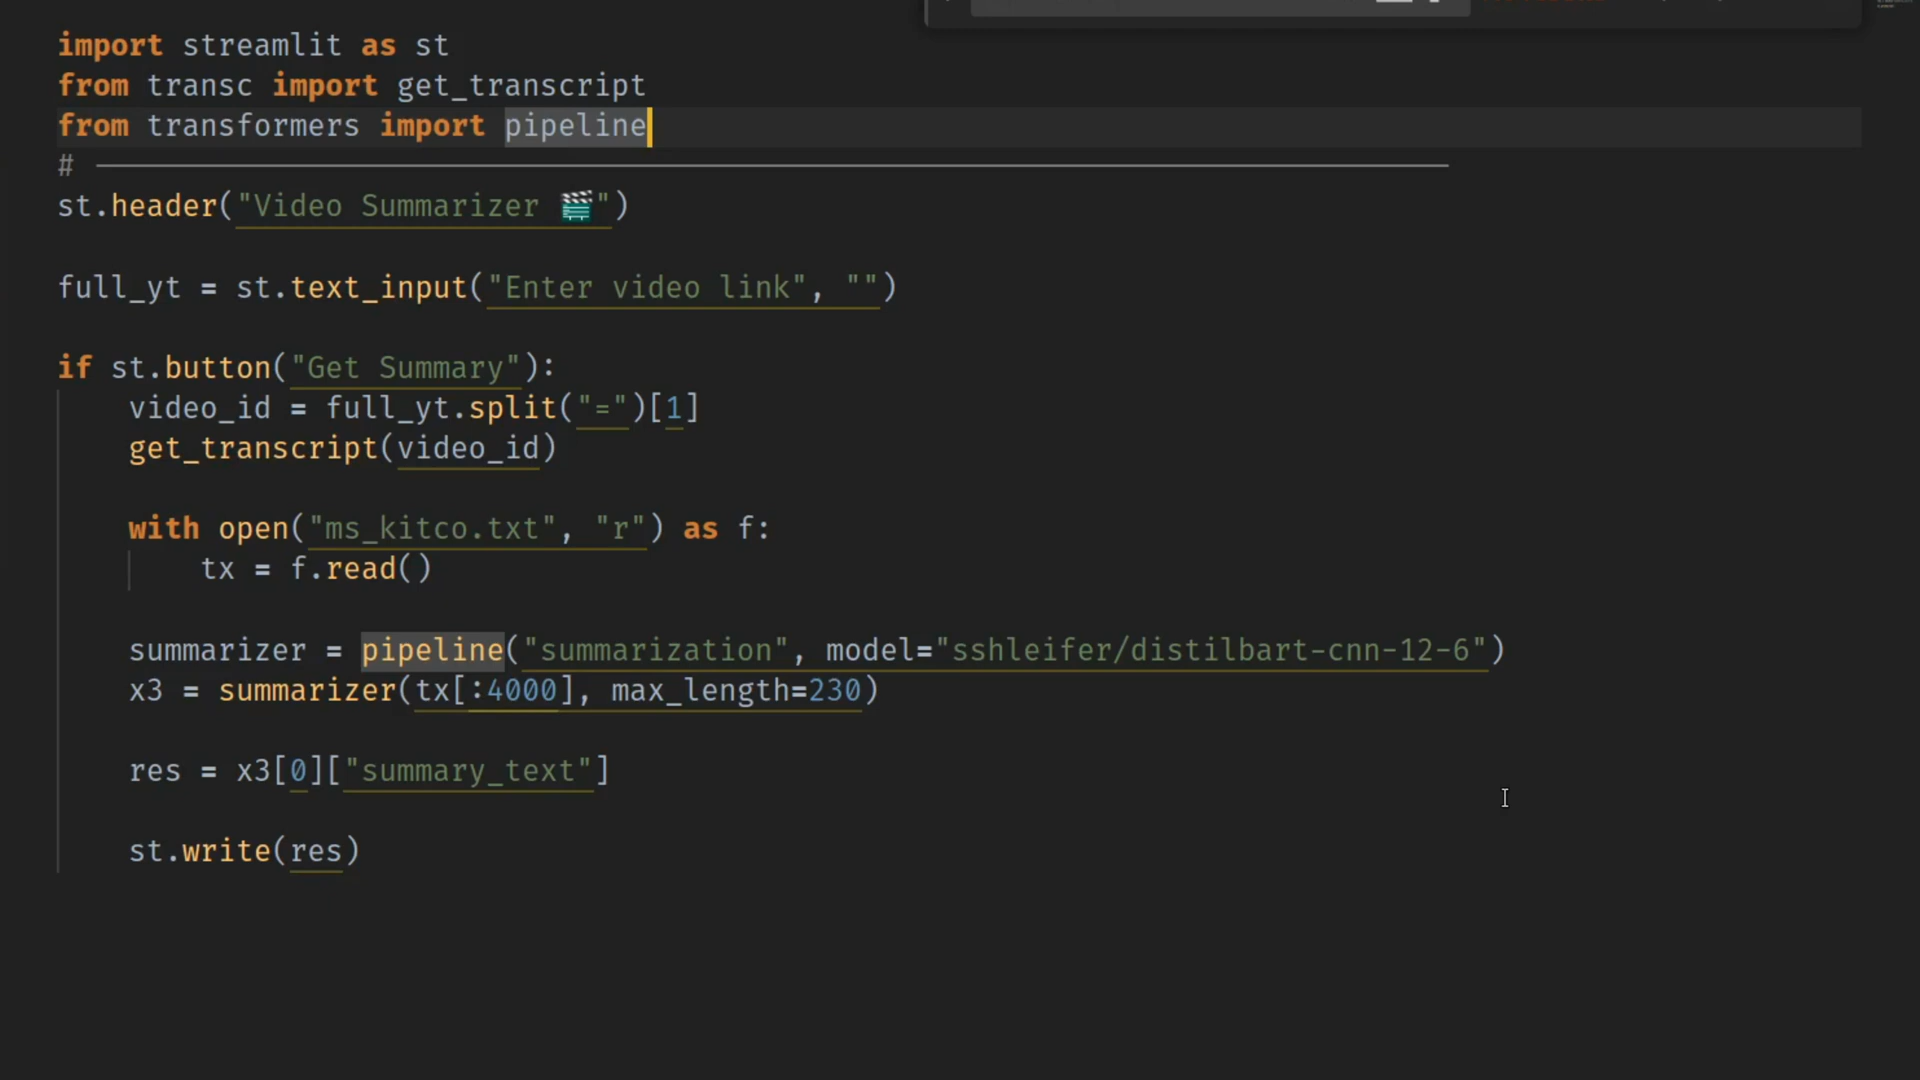 import streamlit as st
from transc import get_transcript
from transformers import pipeline
# ────────────────────────────────────────
st.header("Video Summarizer 🎬")
full_yt = st.text_input("Enter video link", "")
if st.button("Get Summary"):
    video_id = full_yt.split("=")[1]
    get_transcript(video_id)
    with open("ms_kitco.txt", "r") as f:
        tx = f.read()
    summarizer = pipeline("summarization", model="sshleifer/distilbart-cnn-12-6")
    x3 = summarizer(tx[:4000], max_length=230)
    res = x3[0]["summary_text"]
    st.write(res)